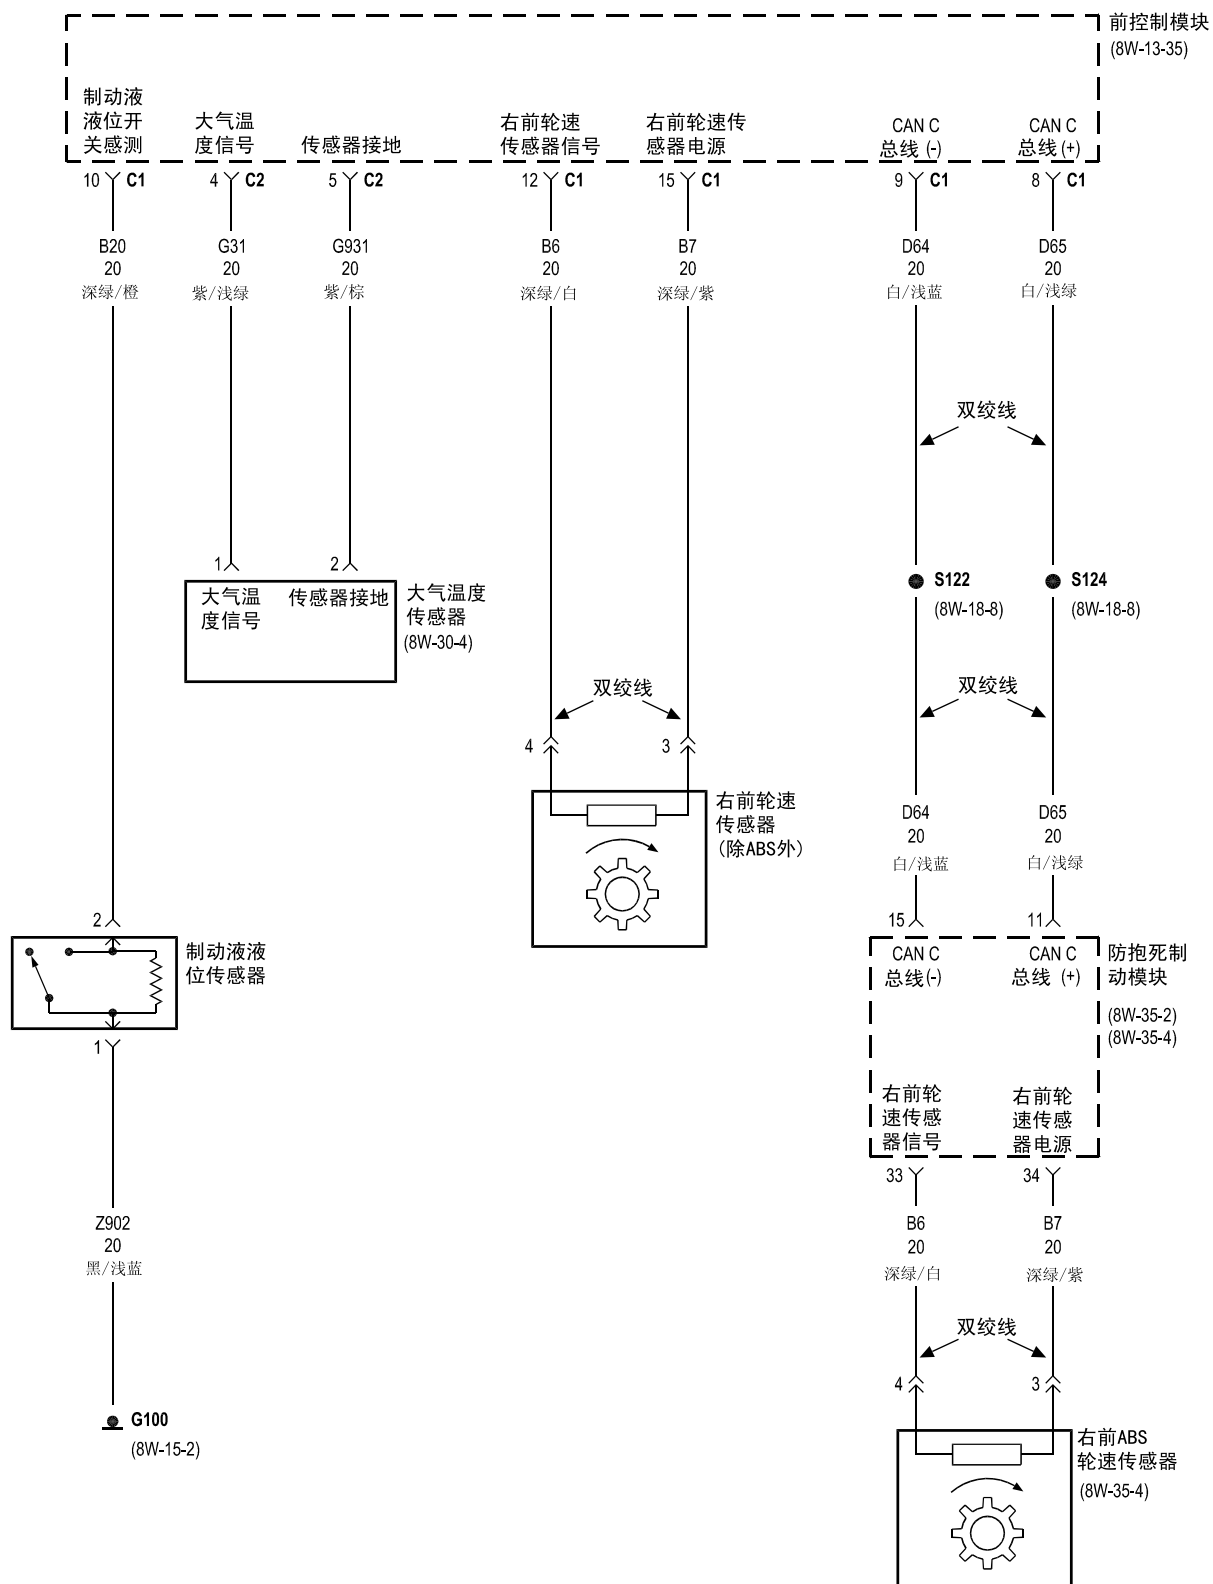 前控制模块
(8W-13-35)
制动液
液位开
关感测
大气温
度信号
传感器接地
右前轮速
传感器信号
右前轮速传
感器电源
CAN C
总线 (-)
CAN C
总线 (+)
10 C1
4 C2
5 C2
12 C1
15 C1
9 C1
8 C1
B20
20
深绿/橙
G31
20
紫/浅绿
G931
20
紫/棕
B6
20
深绿/白
B7
20
深绿/紫
D64
20
白/浅蓝
D65
20
白/浅绿
双绞线
1
2
大气温
度信号
传感器接地
大气温度
传感器
(8W-30-4)
S122
(8W-18-8)
S124
(8W-18-8)
双绞线
双绞线
4
3
右前轮速
传感器
（除ABS外）
D64
20
白/浅蓝
D65
20
白/浅绿
15
11
2
制动液液
位传感器
1
CAN C
总线 (-)
CAN C
总线 (+)
防抱死制
动模块
(8W-35-2)
(8W-35-4)
右前轮
速传感
器信号
右前轮
速传感
器电源
33
34
Z902
20
黑/浅蓝
B6
20
深绿/白
B7
20
深绿/紫
双绞线
4
3
G100
(8W-15-2)
右前ABS
轮速传感器
(8W-35-4)